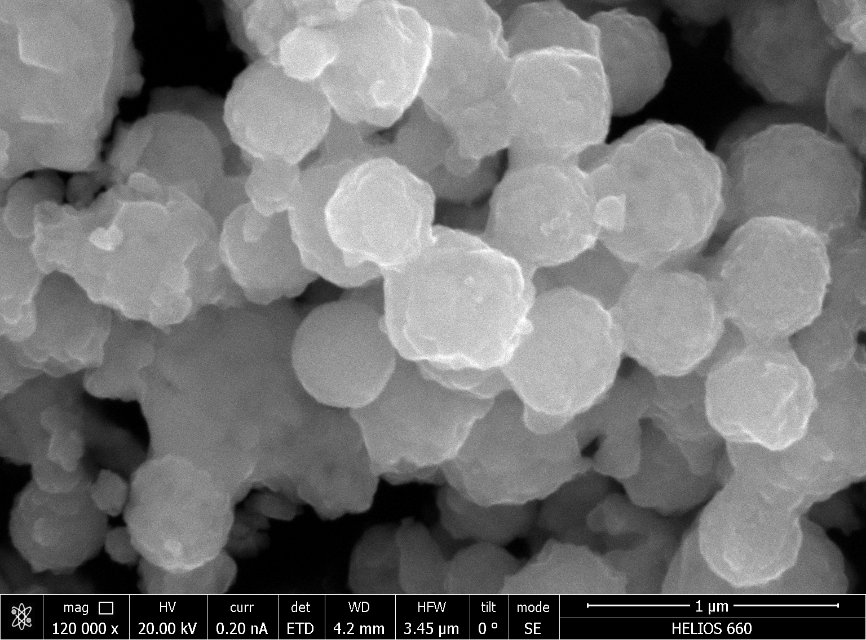 mag HV curr det WD HFW tilt mode 1 µm
120 000 x 20.00 kV 0.20 nA ETD 4.2 mm 3.45 µm 0 ° SE HELIOS 660